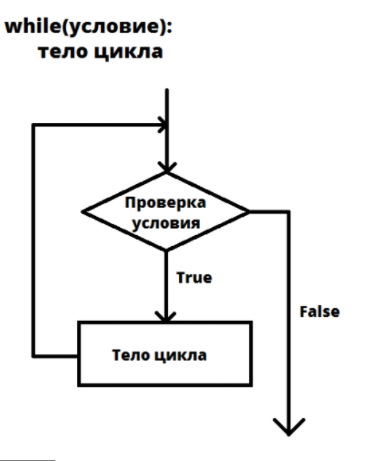 while(условие):
тело цикла
Проверка
условия
True
False
Тело цикла